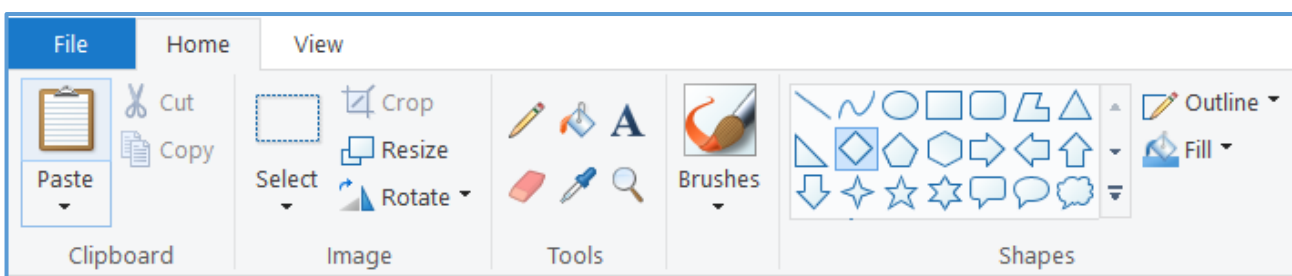 File Home View
Paste
Cut
Copy
Clipboard
Select
Crop
Resize
Rotate
Image
A
Tools
Brushes
Outline
Fill
Shapes